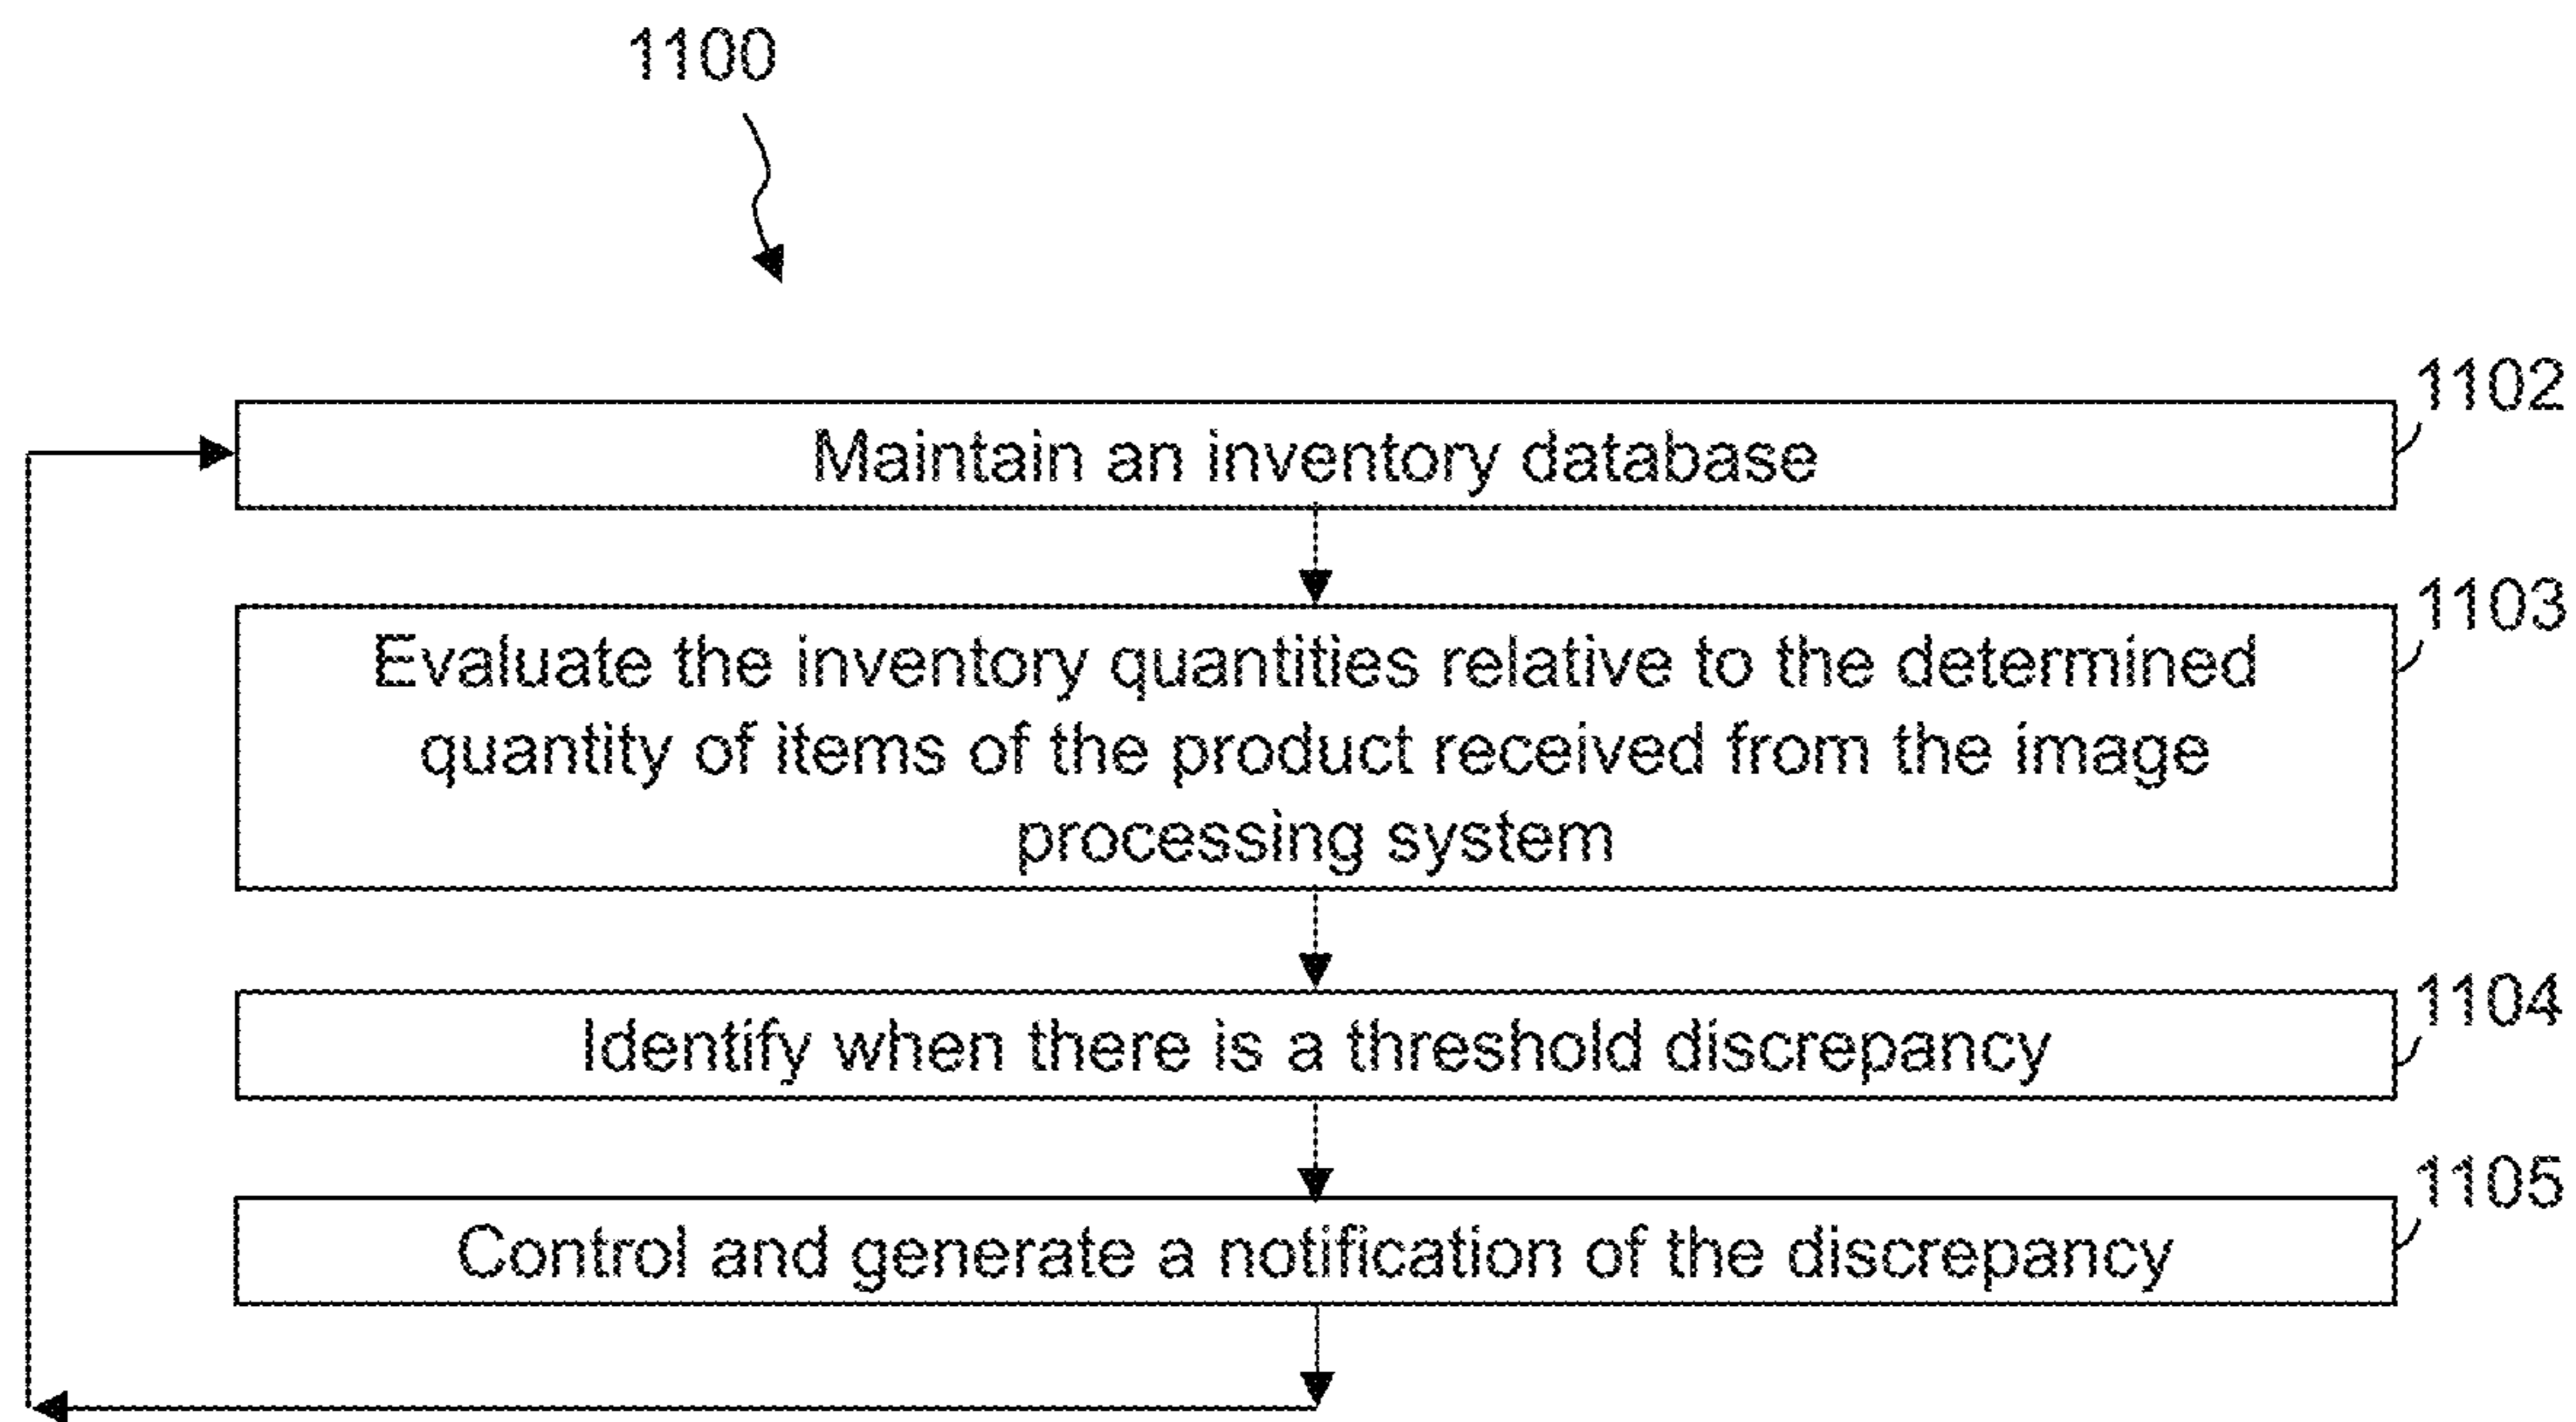 1100
1102
Maintain an inventory database
1103
Evaluate the inventory quantities relative to the determined
quantity of items of the product received from the image
processing system
1104
Identify when there is a threshold discrepancy
1105
Control and generate a notification of the discrepancy